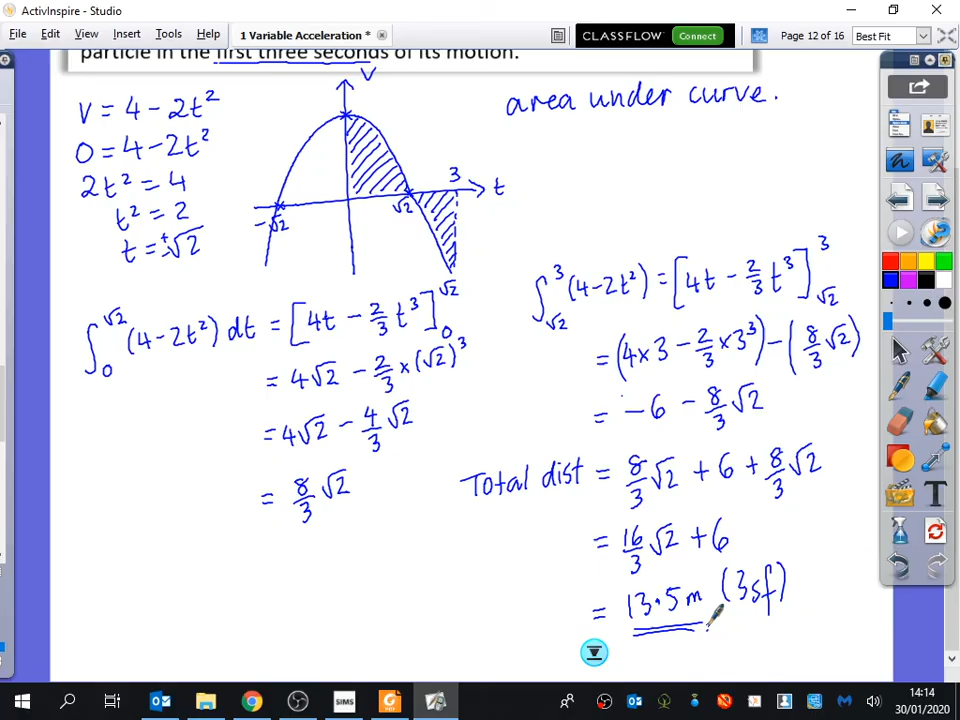 ActivInspire - Studio
File Edit View Insert Tools Help
1 Variable Acceleration *
CLASSFLOW Connect
Page 12 of 16
Best Fit
particle in the first three seconds of its motion.
v
v = 4 - 2t²
0 = 4 - 2t²
2t² = 4
t² = 2
t = ±√2
-√2
√2
3
t
area under curve.
∫₀^√2 (4-2t²) dt = [4t - 2/3 t³]₀^√2
= 4√2 - 2/3 × (√2)³
= 4√2 - 4/3 √2
= 8/3 √2
∫_√2^3 (4-2t²) = [4t - 2/3 t³]_√2^3
= (4×3 - 2/3 × 3³) - (8/3 √2)
= -6 - 8/3 √2
Total dist = 8/3 √2 + 6 + 8/3 √2
= 16/3 √2 + 6
= 13.5m (3sf)
SIMS
14:14
30/01/2020